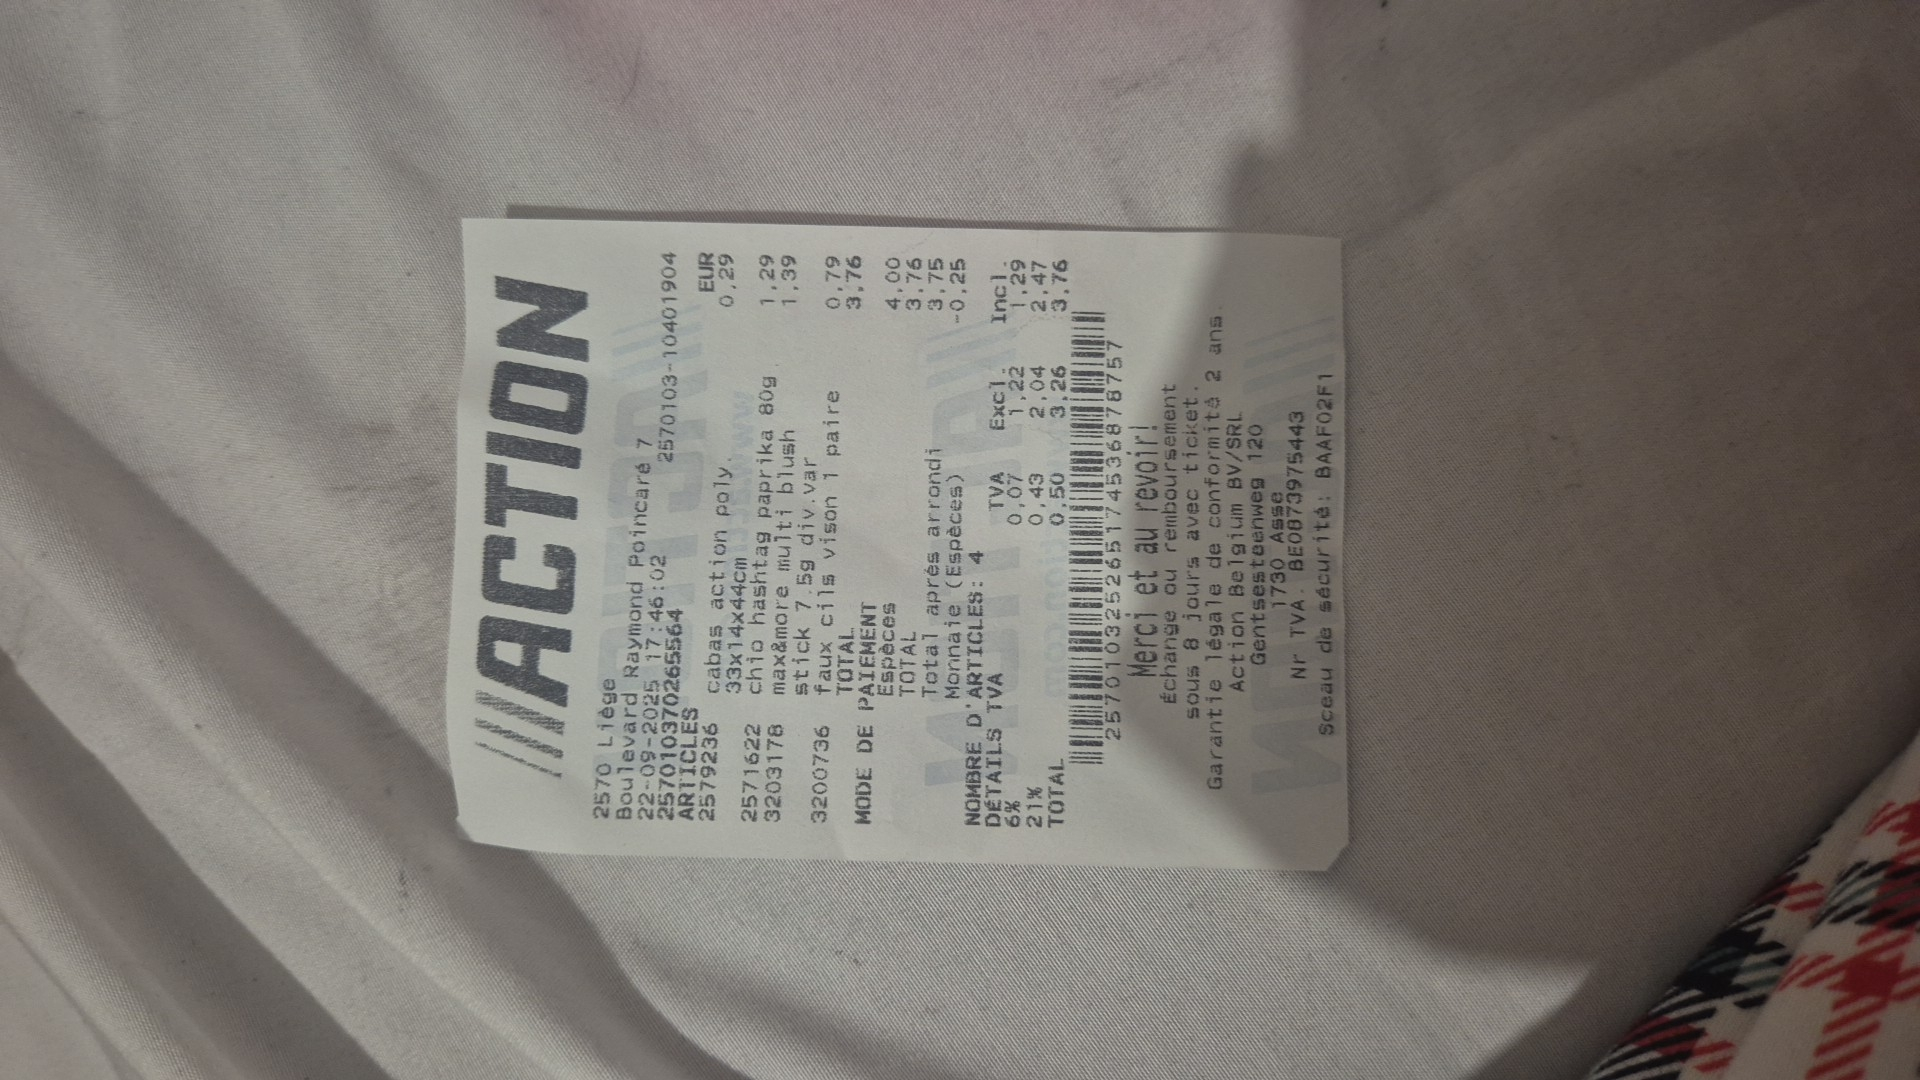 ///ACTION
2570 Liège
Boulevard Raymond Poincaré 7
22-09-2025 17:46:02 2570103-10401904
257010370265564
ARTICLES EUR
2579236 cabas action poly. 0,29
33x14x44cm
2571622 chio hashtag paprika 80g 1,29
3203178 max&more multi blush 1,39
stick 7.5g div.var
3200736 faux cils vison 1 paire 0,79
TOTAL 3,76
MODE DE PAIEMENT
Espèces 4,00
TOTAL 3,76
Total après arrondi 3,75
Monnaie (Espèces) -0,25
NOMBRE D'ARTICLES: 4
DÉTAILS TVA TVA Excl. Incl.
6% 0,07 1,22 1,29
21% 0,43 2,04 2,47
TOTAL 0,50 3,26 3,76
257010325265174536878757
Merci et au revoir!
Échange ou remboursement
sous 8 jours avec ticket.
Garantie légale de conformité 2 ans.
Action Belgium BV/SRL
Gentsesteenweg 120
1730 Asse
Nr TVA. BE0873975443
Sceau de sécurité: BAAF02F1